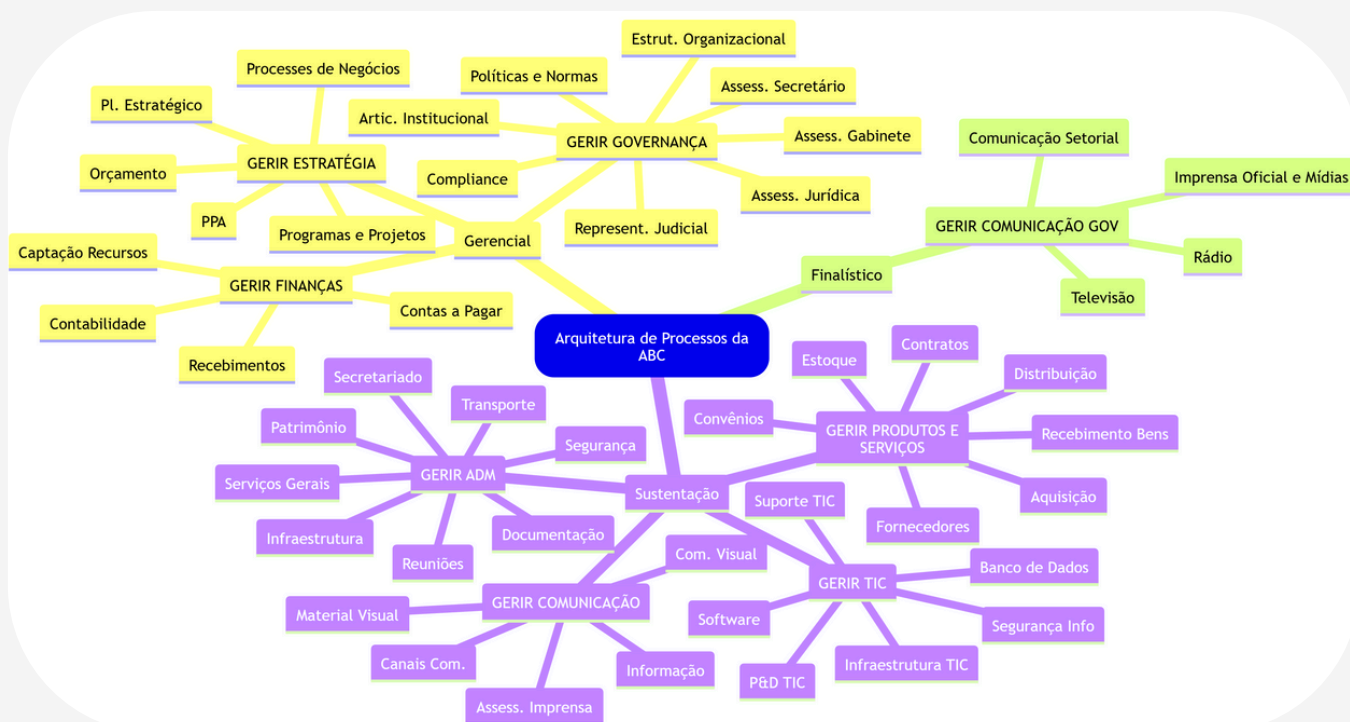 Estrut. Organizacional
Processes de Negócios
Políticas e Normas
Assess. Secretário
Pl. Estratégico
Artic. Institucional
Assess. Gabinete
Comunicação Setorial
GERIR GOVERNANÇA
GERIR ESTRATÉGIA
Orçamento
Compliance
Assess. Jurídica
Imprensa Oficial e Mídias
PPA
Programas e Projetos
Gerencial
Represent. Judicial
GERIR COMUNICAÇÃO GOV
Captação Recursos
GERIR FINANÇAS
Finalístico
Rádio
Televisão
Contabilidade
Contas a Pagar
Recebimentos
Arquitetura de Processos da
ABC
Secretariado
Transporte
Patrimônio
Segurança
GERIR ADM
Serviços Gerais
Infraestrutura
Reuniões
Documentação
Sustentação
Estoque
Contratos
Distribuição
Convênios
GERIR PRODUTOS E
SERVIÇOS
Recebimento Bens
Aquisição
Fornecedores
Suporte TIC
Com. Visual
GERIR COMUNICAÇÃO
Material Visual
Canais Com.
Assess. Imprensa
Informação
GERIR TIC
Banco de Dados
Software
Segurança Info
P&D TIC
Infraestrutura TIC